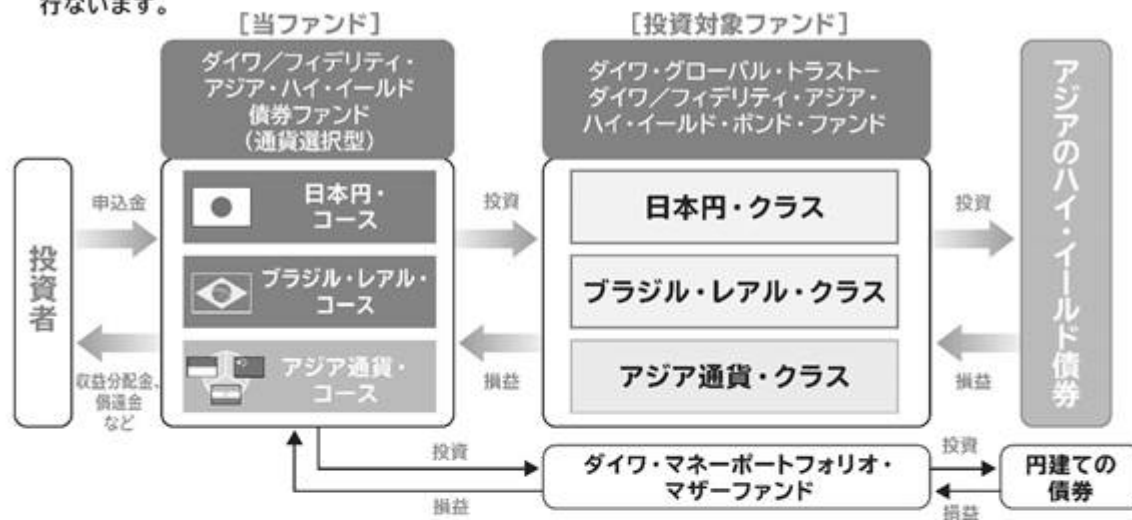 行ないます。
［当ファンド］
［投資対象ファンド］
ダイワ／フィデリティ・
アジア・ハイ・イールド
債券ファンド
（通貨選択型）
ダイワ・グローバル・トラスト－
ダイワ／フィデリティ・アジア・
ハイ・イールド・ボンド・ファンド
投資者
申込金
収益分配金、
償還金
など
日本円・
コース
ブラジル・レアル・
コース
アジア通貨・
コース
投資
損益
日本円・クラス
ブラジル・レアル・クラス
アジア通貨・クラス
投資
損益
アジアのハイ・イールド債券
投資
損益
ダイワ・マネーポートフォリオ・
マザーファンド
投資
損益
円建ての
債券